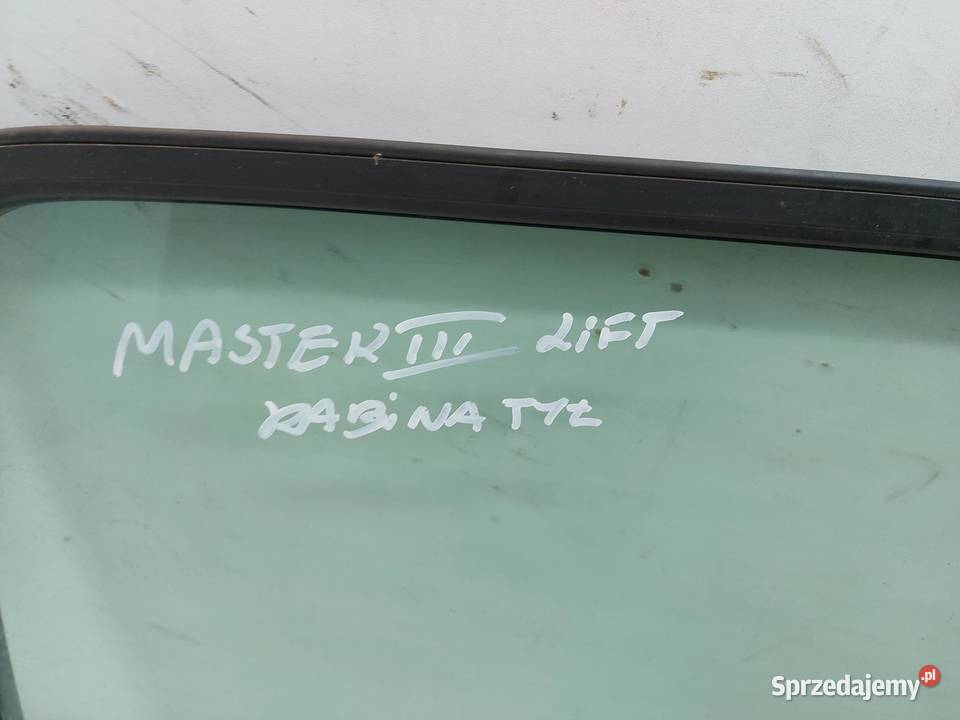 MASTER III LIFT
KABINA TYŁ
Sprzedajemy.pl